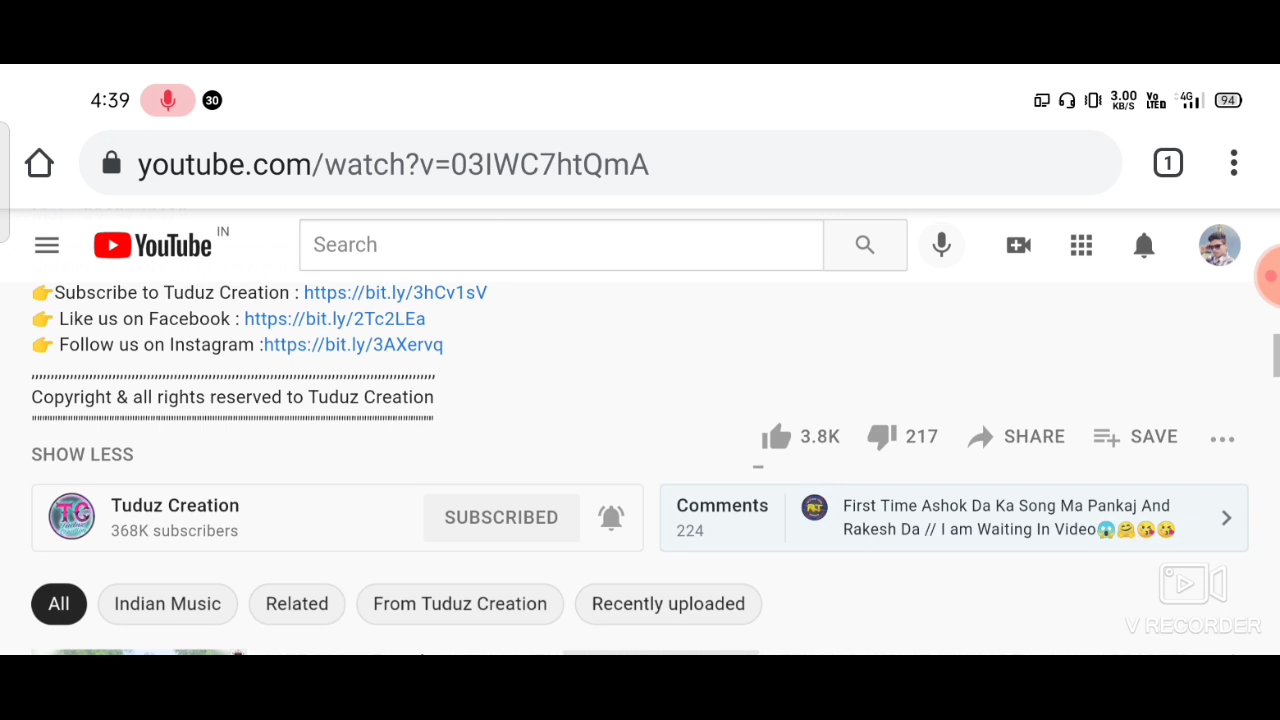 4:39 30 3.00 KB/S Vo LTED 4G 94
youtube.com/watch?v=03IWC7htQmA 1
YouTube IN Search
👉Subscribe to Tuduz Creation : https://bit.ly/3hCv1sV
👉 Like us on Facebook : https://bit.ly/2Tc2LEa
👉 Follow us on Instagram :https://bit.ly/3AXervq
,,,,,,,,,,,,,,,,,,,,,,,,,,,,,,,,,,,,,,,,,,,,,,,,,,,,,,,,,,,,,,,,,,,,,,,,,,,,,,,,,,,,,,,,,,,,,,,,,,,,,
Copyright & all rights reserved to Tuduz Creation
""""""""""""""""""""""""""""""""""""""""""""""""""""""""""""""""""""""""""""""""
3.8K 217 SHARE SAVE ...
SHOW LESS
TC
Tuduz Creation
368K subscribers
SUBSCRIBED
Comments
224
First Time Ashok Da Ka Song Ma Pankaj And
Rakesh Da // I am Waiting In Video😱🤗😘😘
All Indian Music Related From Tuduz Creation Recently uploaded
V RECORDER